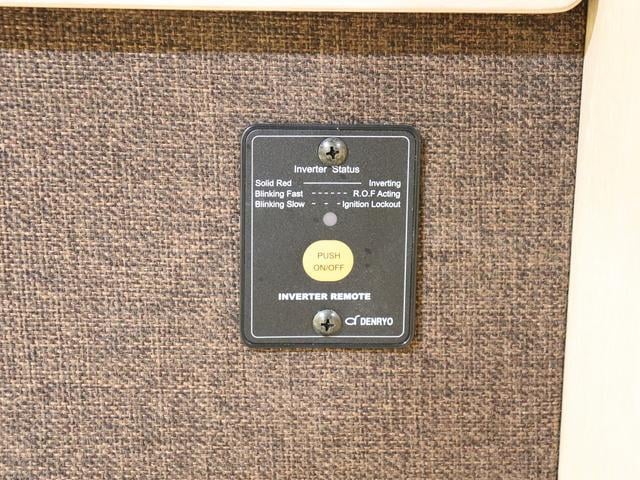 Inverter Status
Solid Red ———— Inverting
Blinking Fast ------- R.O.F Acting
Blinking Slow - - - Ignition Lockout
PUSH
ON/OFF
INVERTER REMOTE
DENRYO